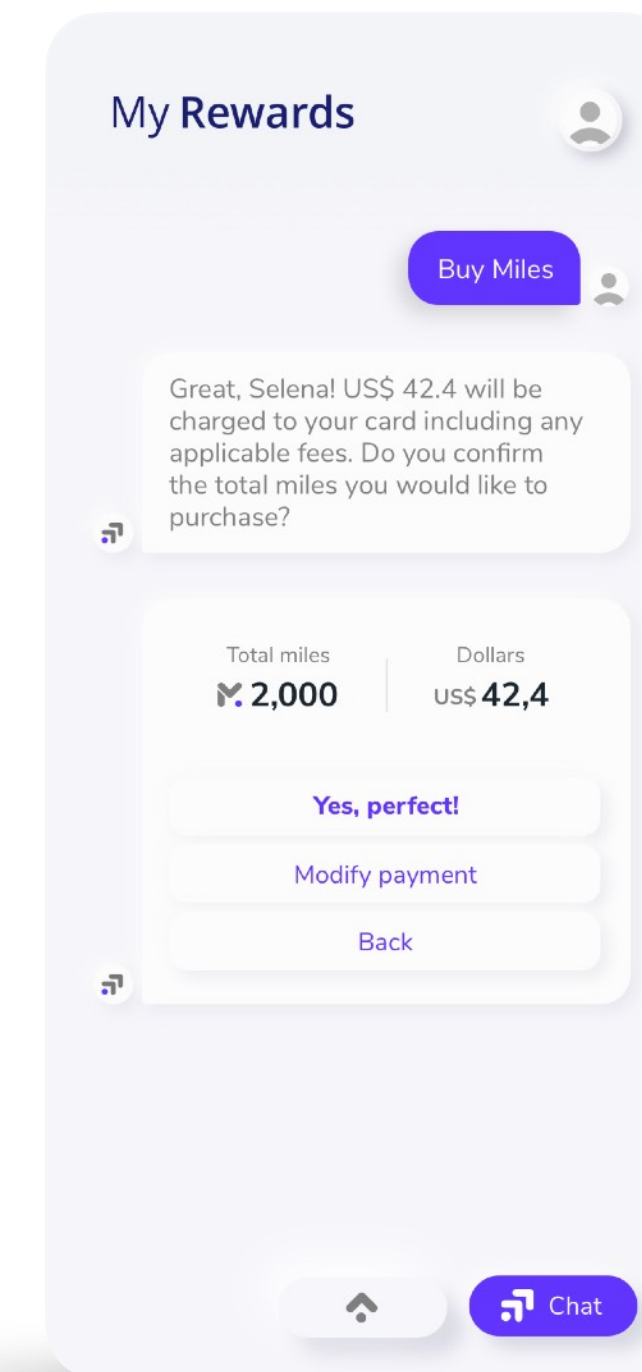 My Rewards
Buy Miles
Great, Selena! US$ 42.4 will be
charged to your card including any
applicable fees. Do you confirm
the total miles you would like to
purchase?
Total miles
2,000
Dollars
US$ 42,4
Yes, perfect!
Modify payment
Back
Chat